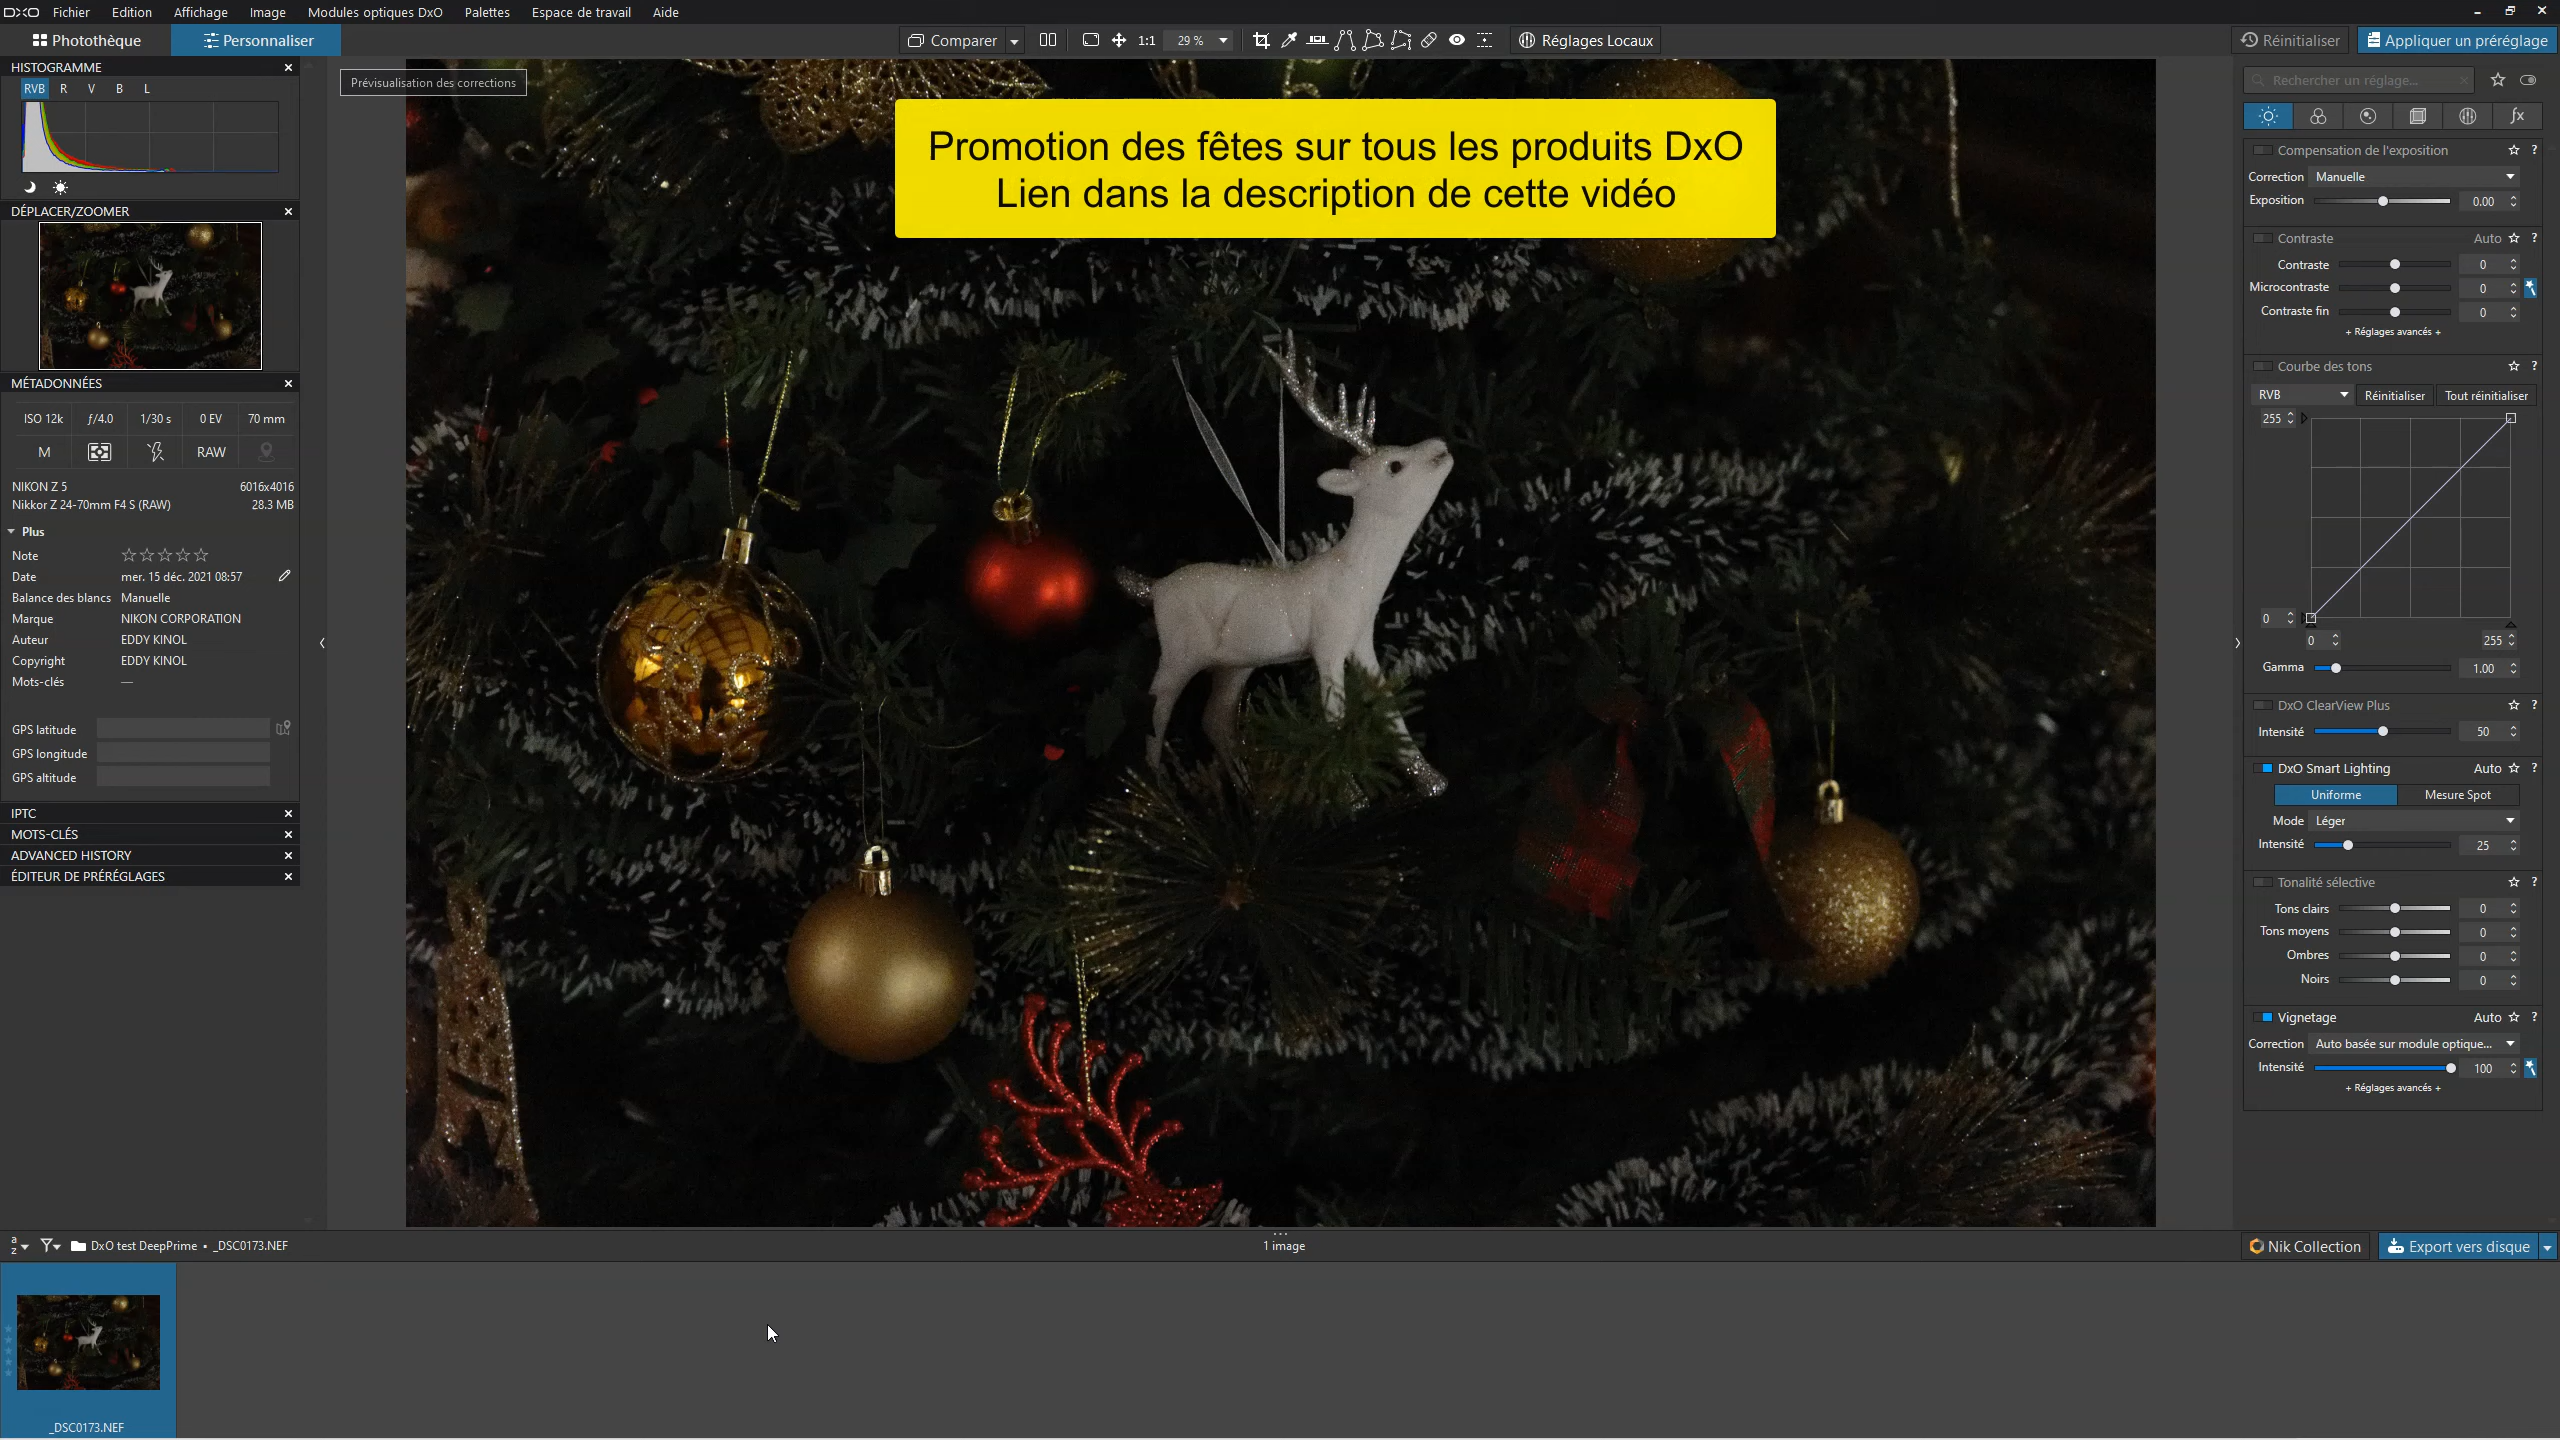 DXO Fichier Edition Affichage Image Modules optiques DxO Palettes Espace de travail Aide
Photothèque Personnaliser Comparer 1:1 29 % Réglages Locaux Réinitialiser Appliquer un préréglage
HISTOGRAMME
RVB R V B L
DÉPLACER/ZOOMER
MÉTADONNÉES
ISO 12k ƒ/4.0 1/30 s 0 EV 70 mm
M RAW
NIKON Z 5 6016x4016
Nikkor Z 24-70mm F4 S (RAW) 28.3 MB
Plus
Note
Date mer. 15 déc. 2021 08:57
Balance des blancs Manuelle
Marque NIKON CORPORATION
Auteur EDDY KINOL
Copyright EDDY KINOL
Mots-clés —
GPS latitude
GPS longitude
GPS altitude
IPTC
MOTS-CLÉS
ADVANCED HISTORY
ÉDITEUR DE PRÉRÉGLAGES
Prévisualisation des corrections
Promotion des fêtes sur tous les produits DxO
Lien dans la description de cette vidéo
Rechercher un réglage...
fx
Compensation de l'exposition ?
Correction Manuelle
Exposition 0.00
Contraste Auto ?
Contraste 0
Microcontraste 0
Contraste fin 0
+ Réglages avancés +
Courbe des tons ?
RVB Réinitialiser Tout réinitialiser
255
0
0 255
Gamma 1.00
DxO ClearView Plus ?
Intensité 50
DxO Smart Lighting Auto ?
Uniforme Mesure Spot
Mode Léger
Intensité 25
Tonalité sélective ?
Tons clairs 0
Tons moyens 0
Ombres 0
Noirs 0
Vignetage Auto ?
Correction Auto basée sur module optique...
Intensité 100
+ Réglages avancés +
a
z DxO test DeepPrime • _DSC0173.NEF 1 image Nik Collection Export vers disque
_DSC0173.NEF